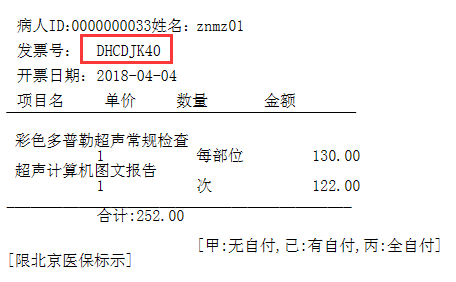 病人ID:0000000033姓名: znmz01
发票号: DHCDJK40
开票日期: 2018-04-04
项目名 单价 数量 金额
彩色多普勒超声常规检查
1 每部位 130.00
超声计算机图文报告
1 次 122.00
合计:252.00
[甲:无自付,已:有自付,丙:全自付]
[限北京医保标示]